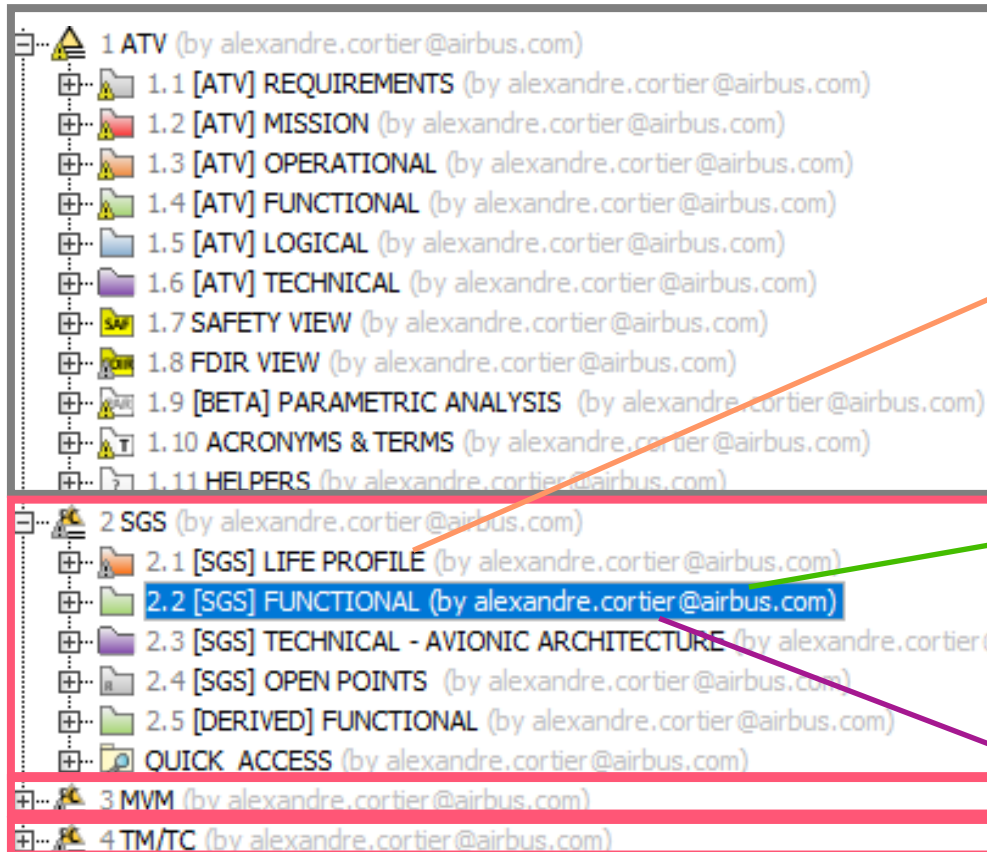 1 ATV (by alexandre.cortier@airbus.com)
1.1 [ATV] REQUIREMENTS (by alexandre.cortier@airbus.com)
1.2 [ATV] MISSION (by alexandre.cortier@airbus.com)
1.3 [ATV] OPERATIONAL (by alexandre.cortier@airbus.com)
1.4 [ATV] FUNCTIONAL (by alexandre.cortier@airbus.com)
1.5 [ATV] LOGICAL (by alexandre.cortier@airbus.com)
1.6 [ATV] TECHNICAL (by alexandre.cortier@airbus.com)
SAF 1.7 SAFETY VIEW (by alexandre.cortier@airbus.com)
1.8 FDIR VIEW (by alexandre.cortier@airbus.com)
1.9 [BETA] PARAMETRIC ANALYSIS (by alexandre.cortier@airbus.com)
T 1.10 ACRONYMS & TERMS (by alexandre.cortier@airbus.com)
? 1.11 HELPERS (by alexandre.cortier@airbus.com)
2 SGS (by alexandre.cortier@airbus.com)
2.1 [SGS] LIFE PROFILE (by alexandre.cortier@airbus.com)
2.2 [SGS] FUNCTIONAL (by alexandre.cortier@airbus.com)
2.3 [SGS] TECHNICAL - AVIONIC ARCHITECTURE (by alexandre.cortier
R 2.4 [SGS] OPEN POINTS (by alexandre.cortier@airbus.com)
2.5 [DERIVED] FUNCTIONAL (by alexandre.cortier@airbus.com)
QUICK ACCESS (by alexandre.cortier@airbus.com)
3 MVM (by alexandre.cortier@airbus.com)
4 TM/TC (by alexandre.cortier@airbus.com)